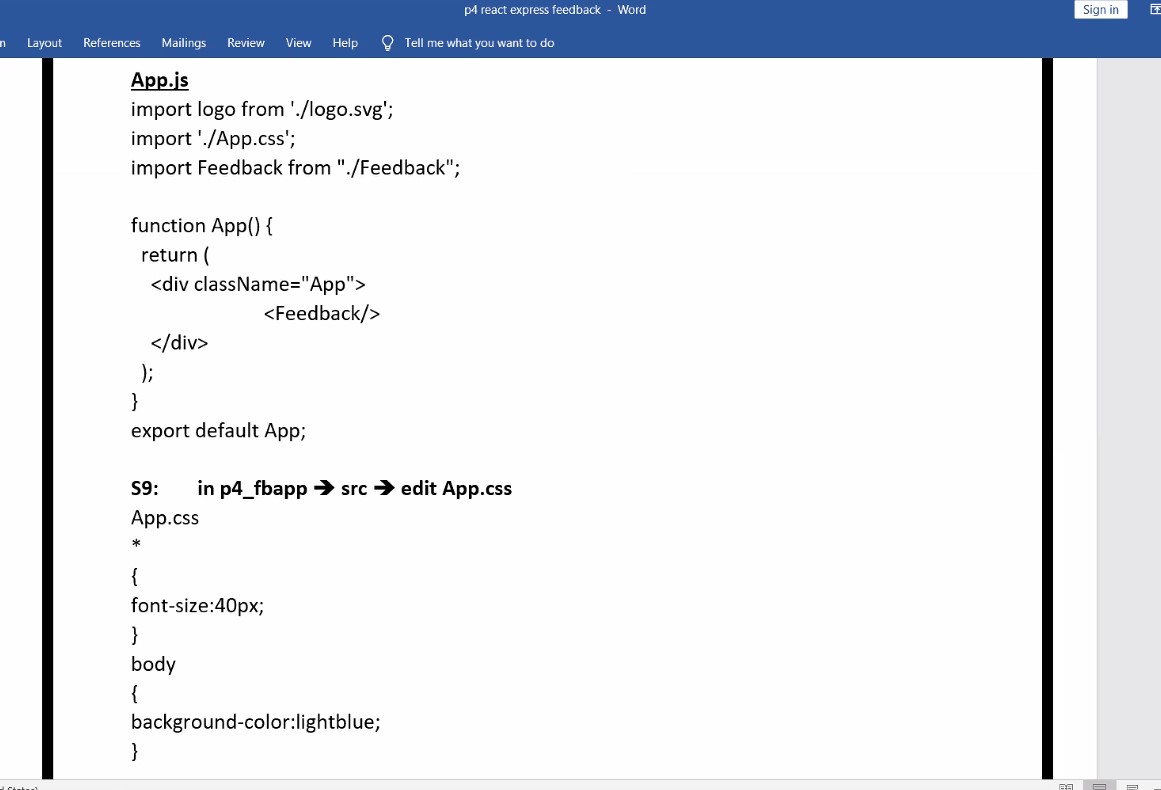 p4 react express feedback - Word
Sign in
Layout References Mailings Review View Help Tell me what you want to do
App.js
import logo from './logo.svg';
import './App.css';
import Feedback from "./Feedback";
function App() {
return (
<div className="App">
<Feedback/>
</div>
);
}
export default App;
S9: in p4_fbapp ➔ src ➔ edit App.css
App.css
*
{
font-size:40px;
}
body
{
background-color:lightblue;
}